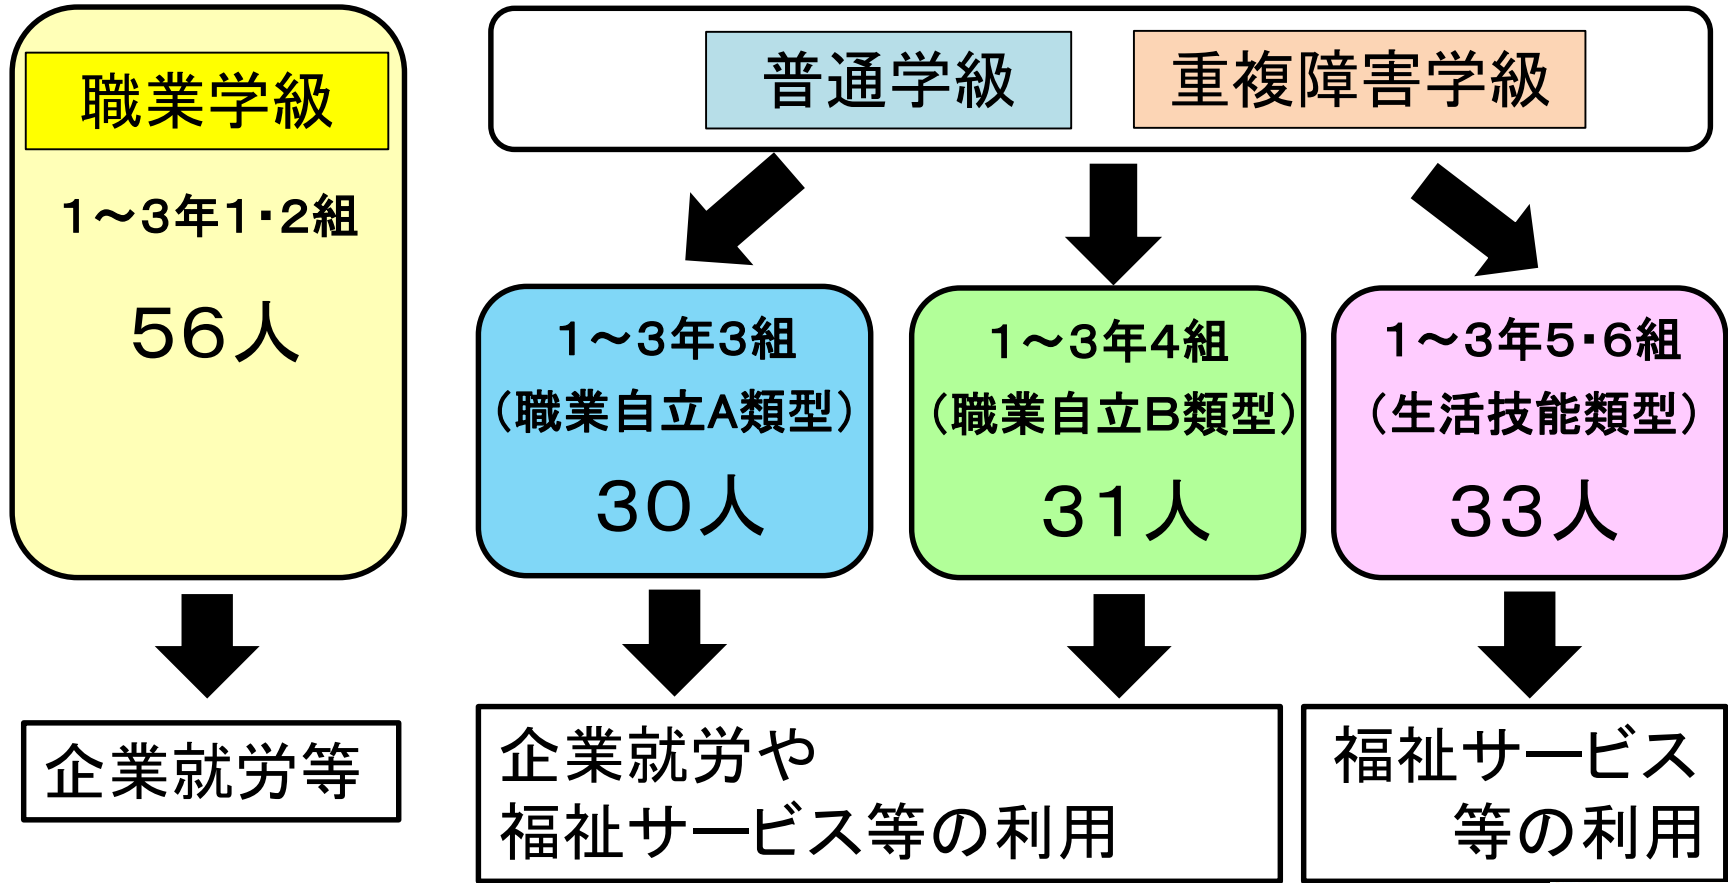 職業学級
1～3年1・2組
56人
企業就労等
普通学級
重複障害学級
1～3年3組
（職業自立A類型）
30人
1～3年4組
（職業自立B類型）
31人
1～3年5・6組
（生活技能類型）
33人
企業就労や
福祉サービス等の利用
福祉サービス
等の利用